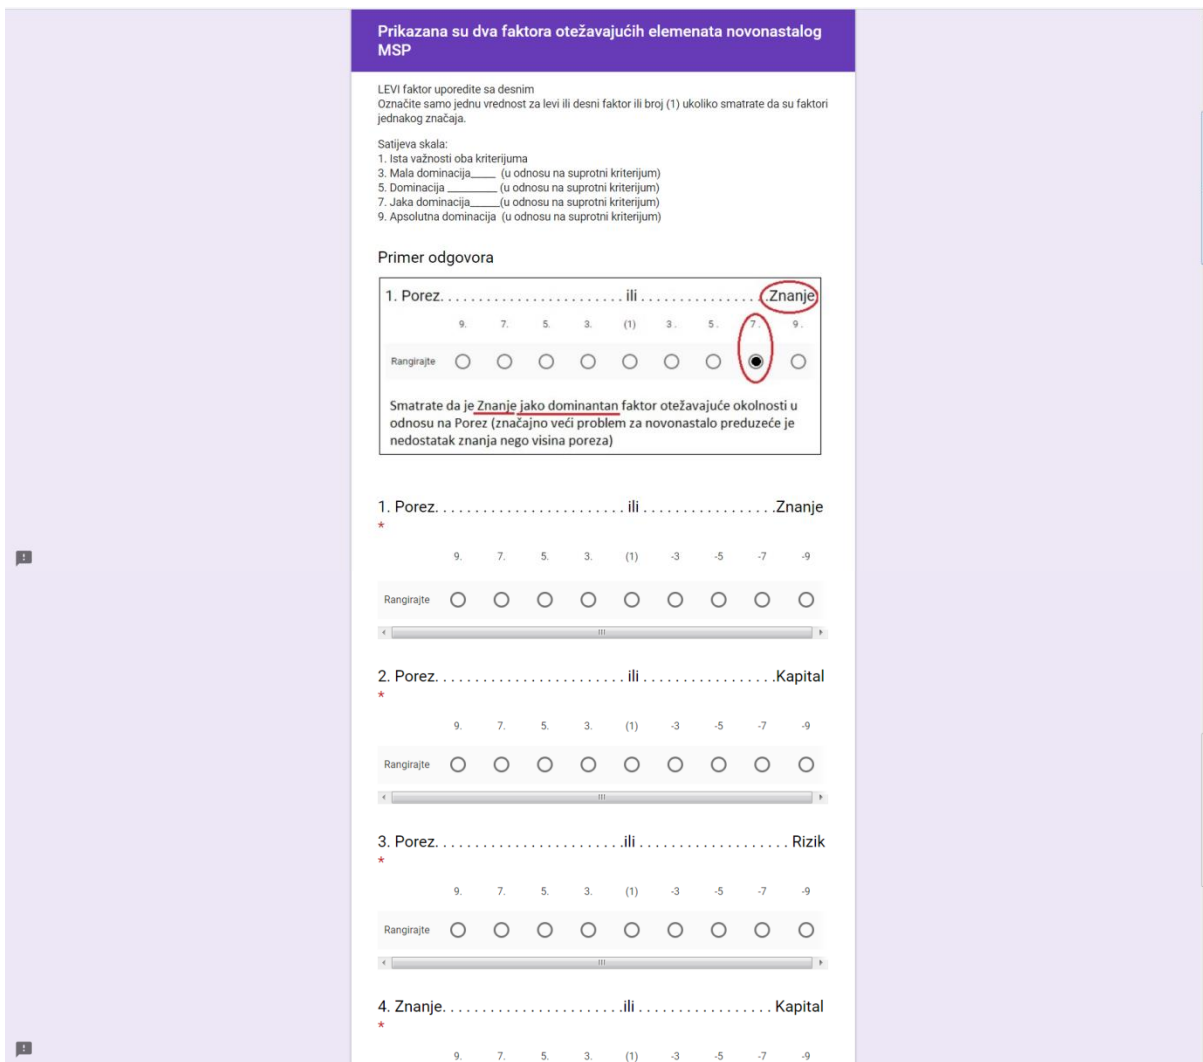 Prikazana su dva faktora otežavajućih elemenata novonastalog
MSP
LEVI faktor uporedite sa desnim
Označite samo jednu vrednost za levi ili desni faktor ili broj (1) ukoliko smatrate da su faktori
jednakog značaja.
Satijeva skala:
1. Ista važnosti oba kriterijuma
3. Mala dominacija_____ (u odnosu na suprotni kriterijum)
5. Dominacija __________ (u odnosu na suprotni kriterijum)
7. Jaka dominacija______(u odnosu na suprotni kriterijum)
9. Apsolutna dominacija (u odnosu na suprotni kriterijum)
Primer odgovora
1. Porez. . . . . . . . . . . . . . . . . . . . . . . . ili . . . . . . . . . . . . . . . . .Znanje
9. 7. 5. 3. (1) 3 . 5 . 7 . 9 .
Rangirajte
Smatrate da je Znanje jako dominantan faktor otežavajuće okolnosti u
odnosu na Porez (značajno veći problem za novonastalo preduzeće je
nedostatak znanja nego visina poreza)
1. Porez. . . . . . . . . . . . . . . . . . . . . . . . ili . . . . . . . . . . . . . . . . .Znanje
*
9. 7. 5. 3. (1) -3 -5 -7 -9
Rangirajte
2. Porez. . . . . . . . . . . . . . . . . . . . . . . . ili . . . . . . . . . . . . . . . . .Kapital
*
9. 7. 5. 3. (1) -3 -5 -7 -9
Rangirajte
3. Porez. . . . . . . . . . . . . . . . . . . . . . . .ili . . . . . . . . . . . . . . . . . . . Rizik
*
9. 7. 5. 3. (1) -3 -5 -7 -9
Rangirajte
4. Znanje. . . . . . . . . . . . . . . . . . . . . . .ili . . . . . . . . . . . . . . . . . Kapital
*
9. 7. 5. 3. (1) -3 -5 -7 -9